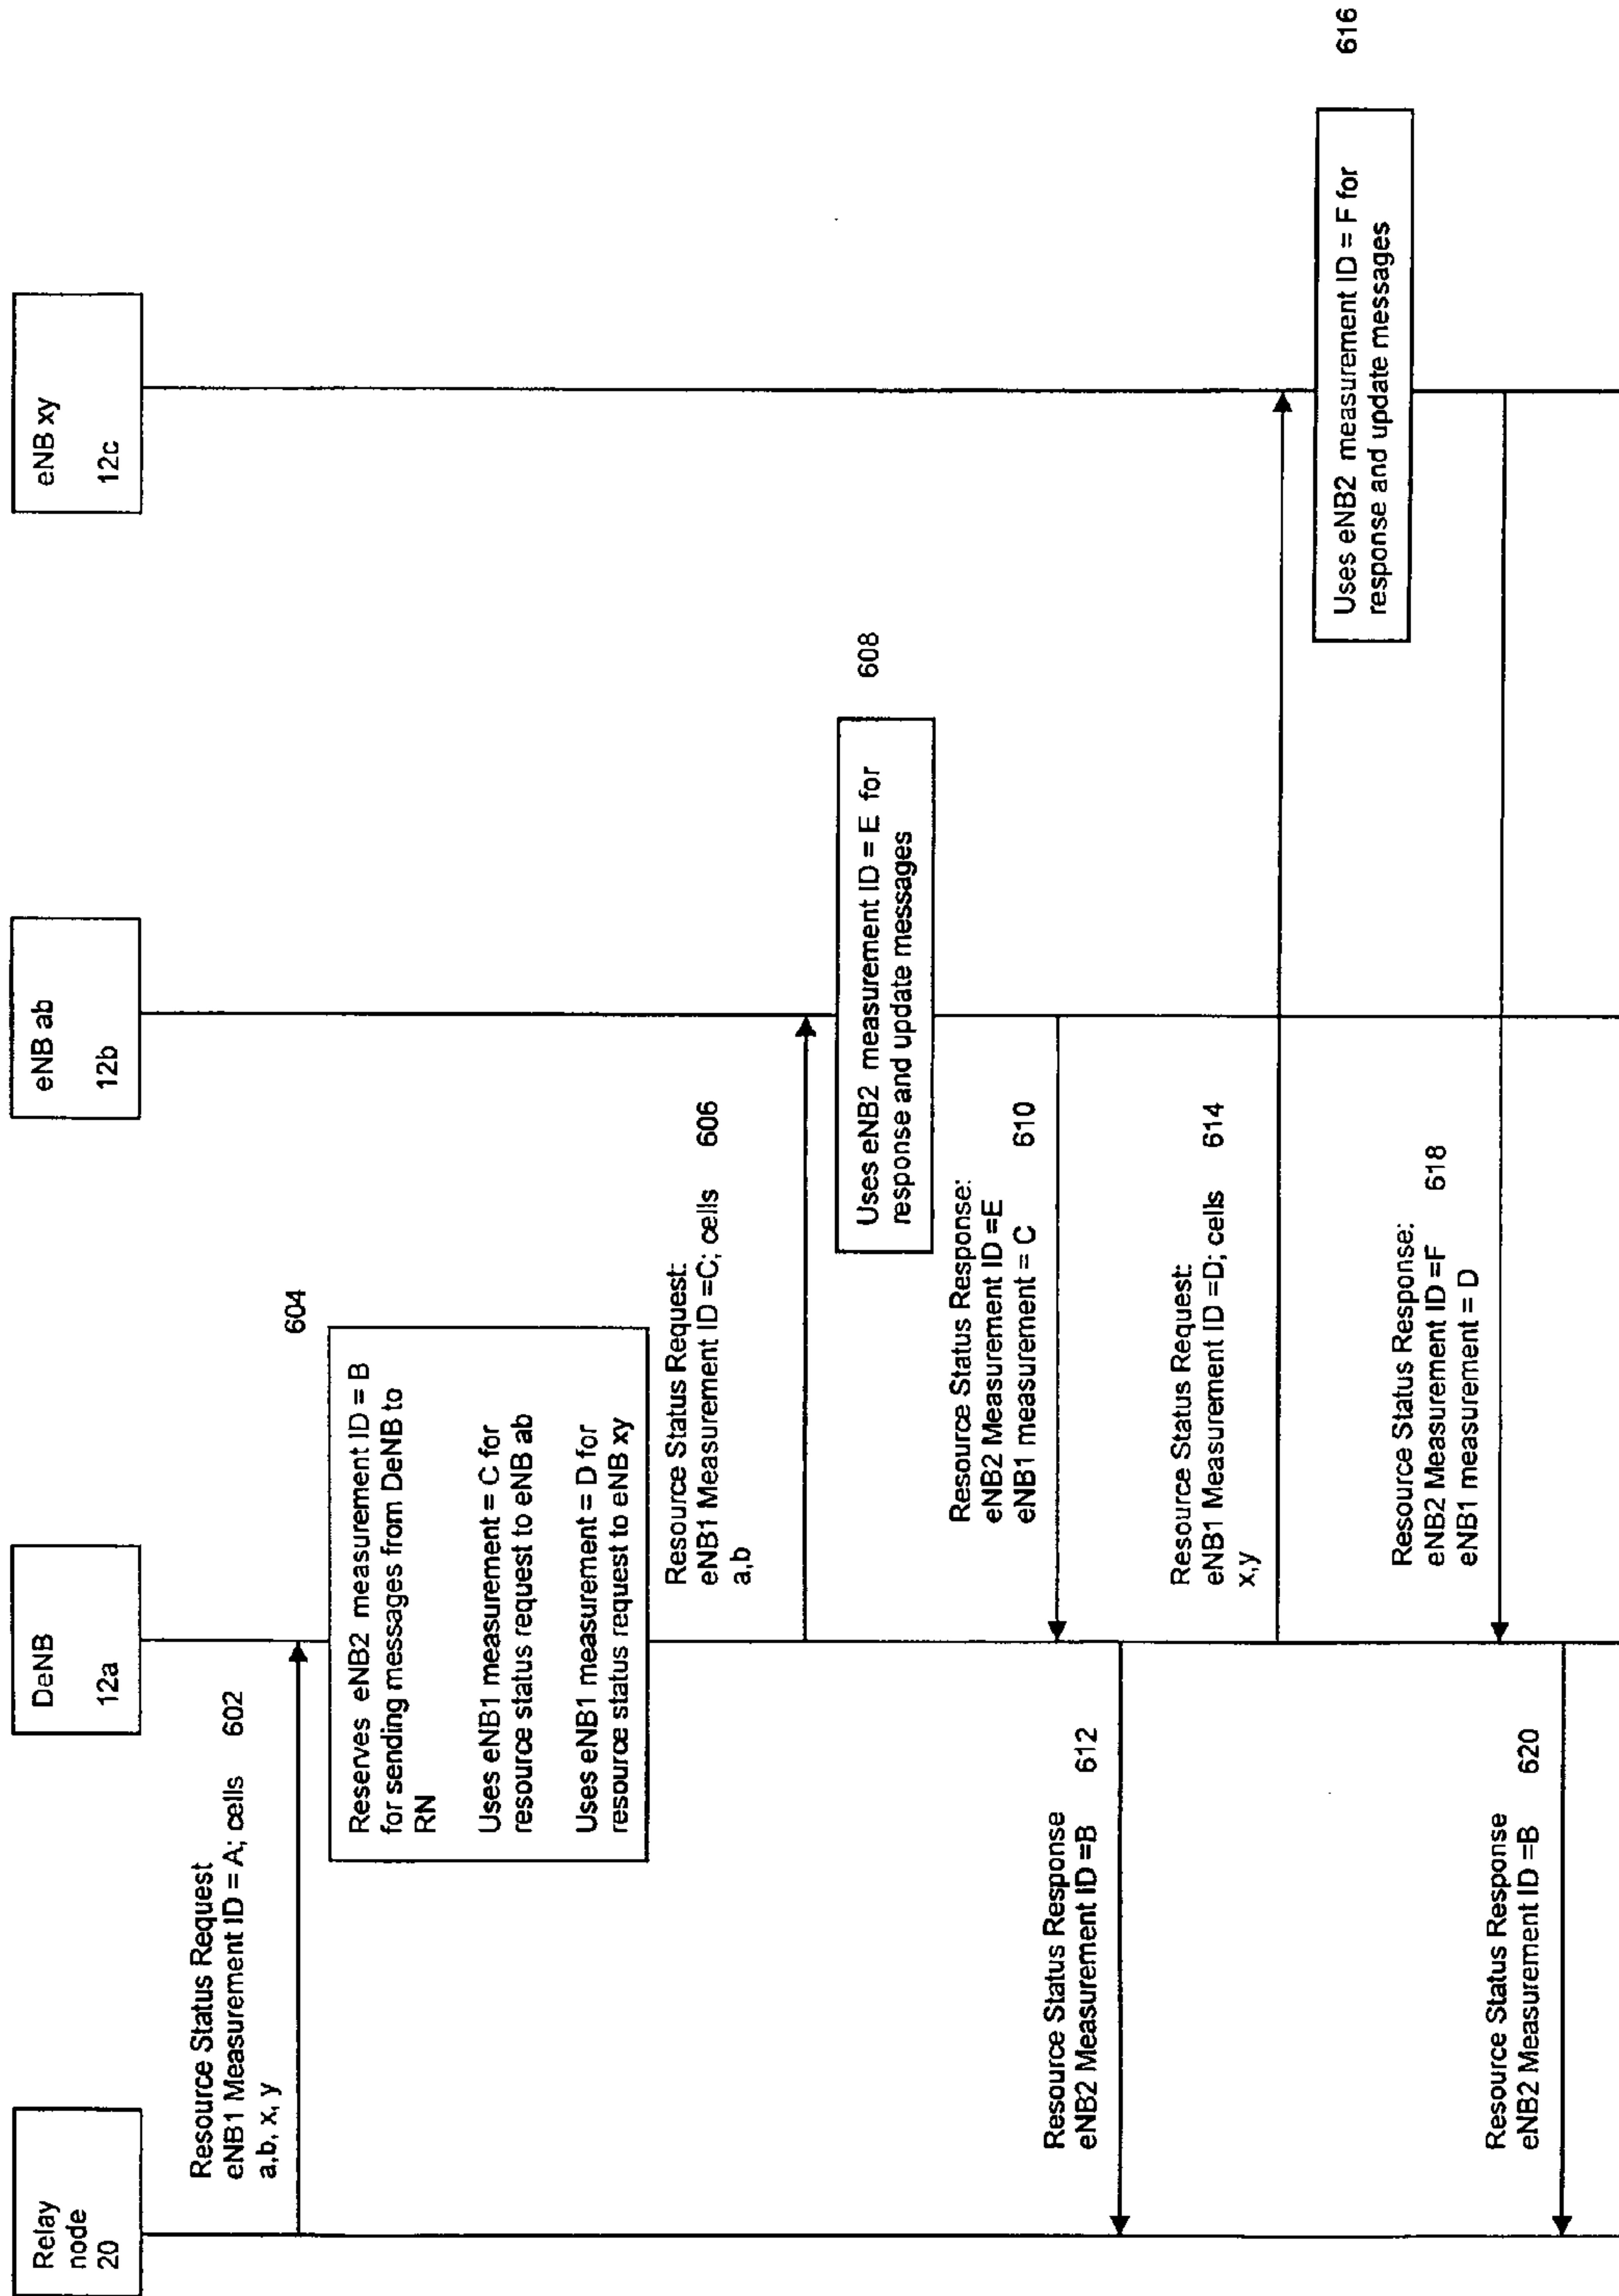 Relay
node
20
DeNB
12a
eNB ab
12b
eNB xy
12c
Resource Status Request
eNB1 Measurement ID = A; cells 602
a,b, x, y
604
Reserves eNB2 measurement ID = B
for sending messages from DeNB to
RN
Uses eNB1 measurement = C for
resource status request to eNB ab
Uses eNB1 measurement = D for
resource status request to eNB xy
Resource Status Request:
eNB1 Measurement ID =C; cells 606
a,b
608
Uses eNB2 measurement ID = E for
response and update messages
Resource Status Response:
eNB2 Measurement ID =E
eNB1 measurement = C 610
Resource Status Response
eNB2 Measurement ID =B 612
Resource Status Request:
eNB1 Measurement ID =D; cells 614
x,y
Uses eNB2 measurement ID = F for
response and update messages
616
Resource Status Response:
eNB2 Measurement ID =F 618
eNB1 measurement = D
Resource Status Response
eNB2 Measurement ID =B 620